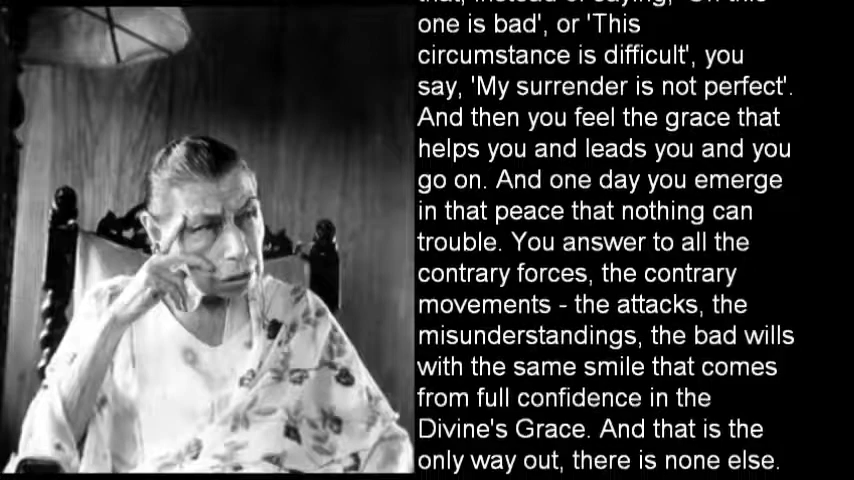 one is bad', or 'This
circumstance is difficult', you
say, 'My surrender is not perfect'.
And then you feel the grace that
helps you and leads you and you
go on. And one day you emerge
in that peace that nothing can
trouble. You answer to all the
contrary forces, the contrary
movements - the attacks, the
misunderstandings, the bad wills
with the same smile that comes
from full confidence in the
Divine's Grace. And that is the
only way out, there is none else.